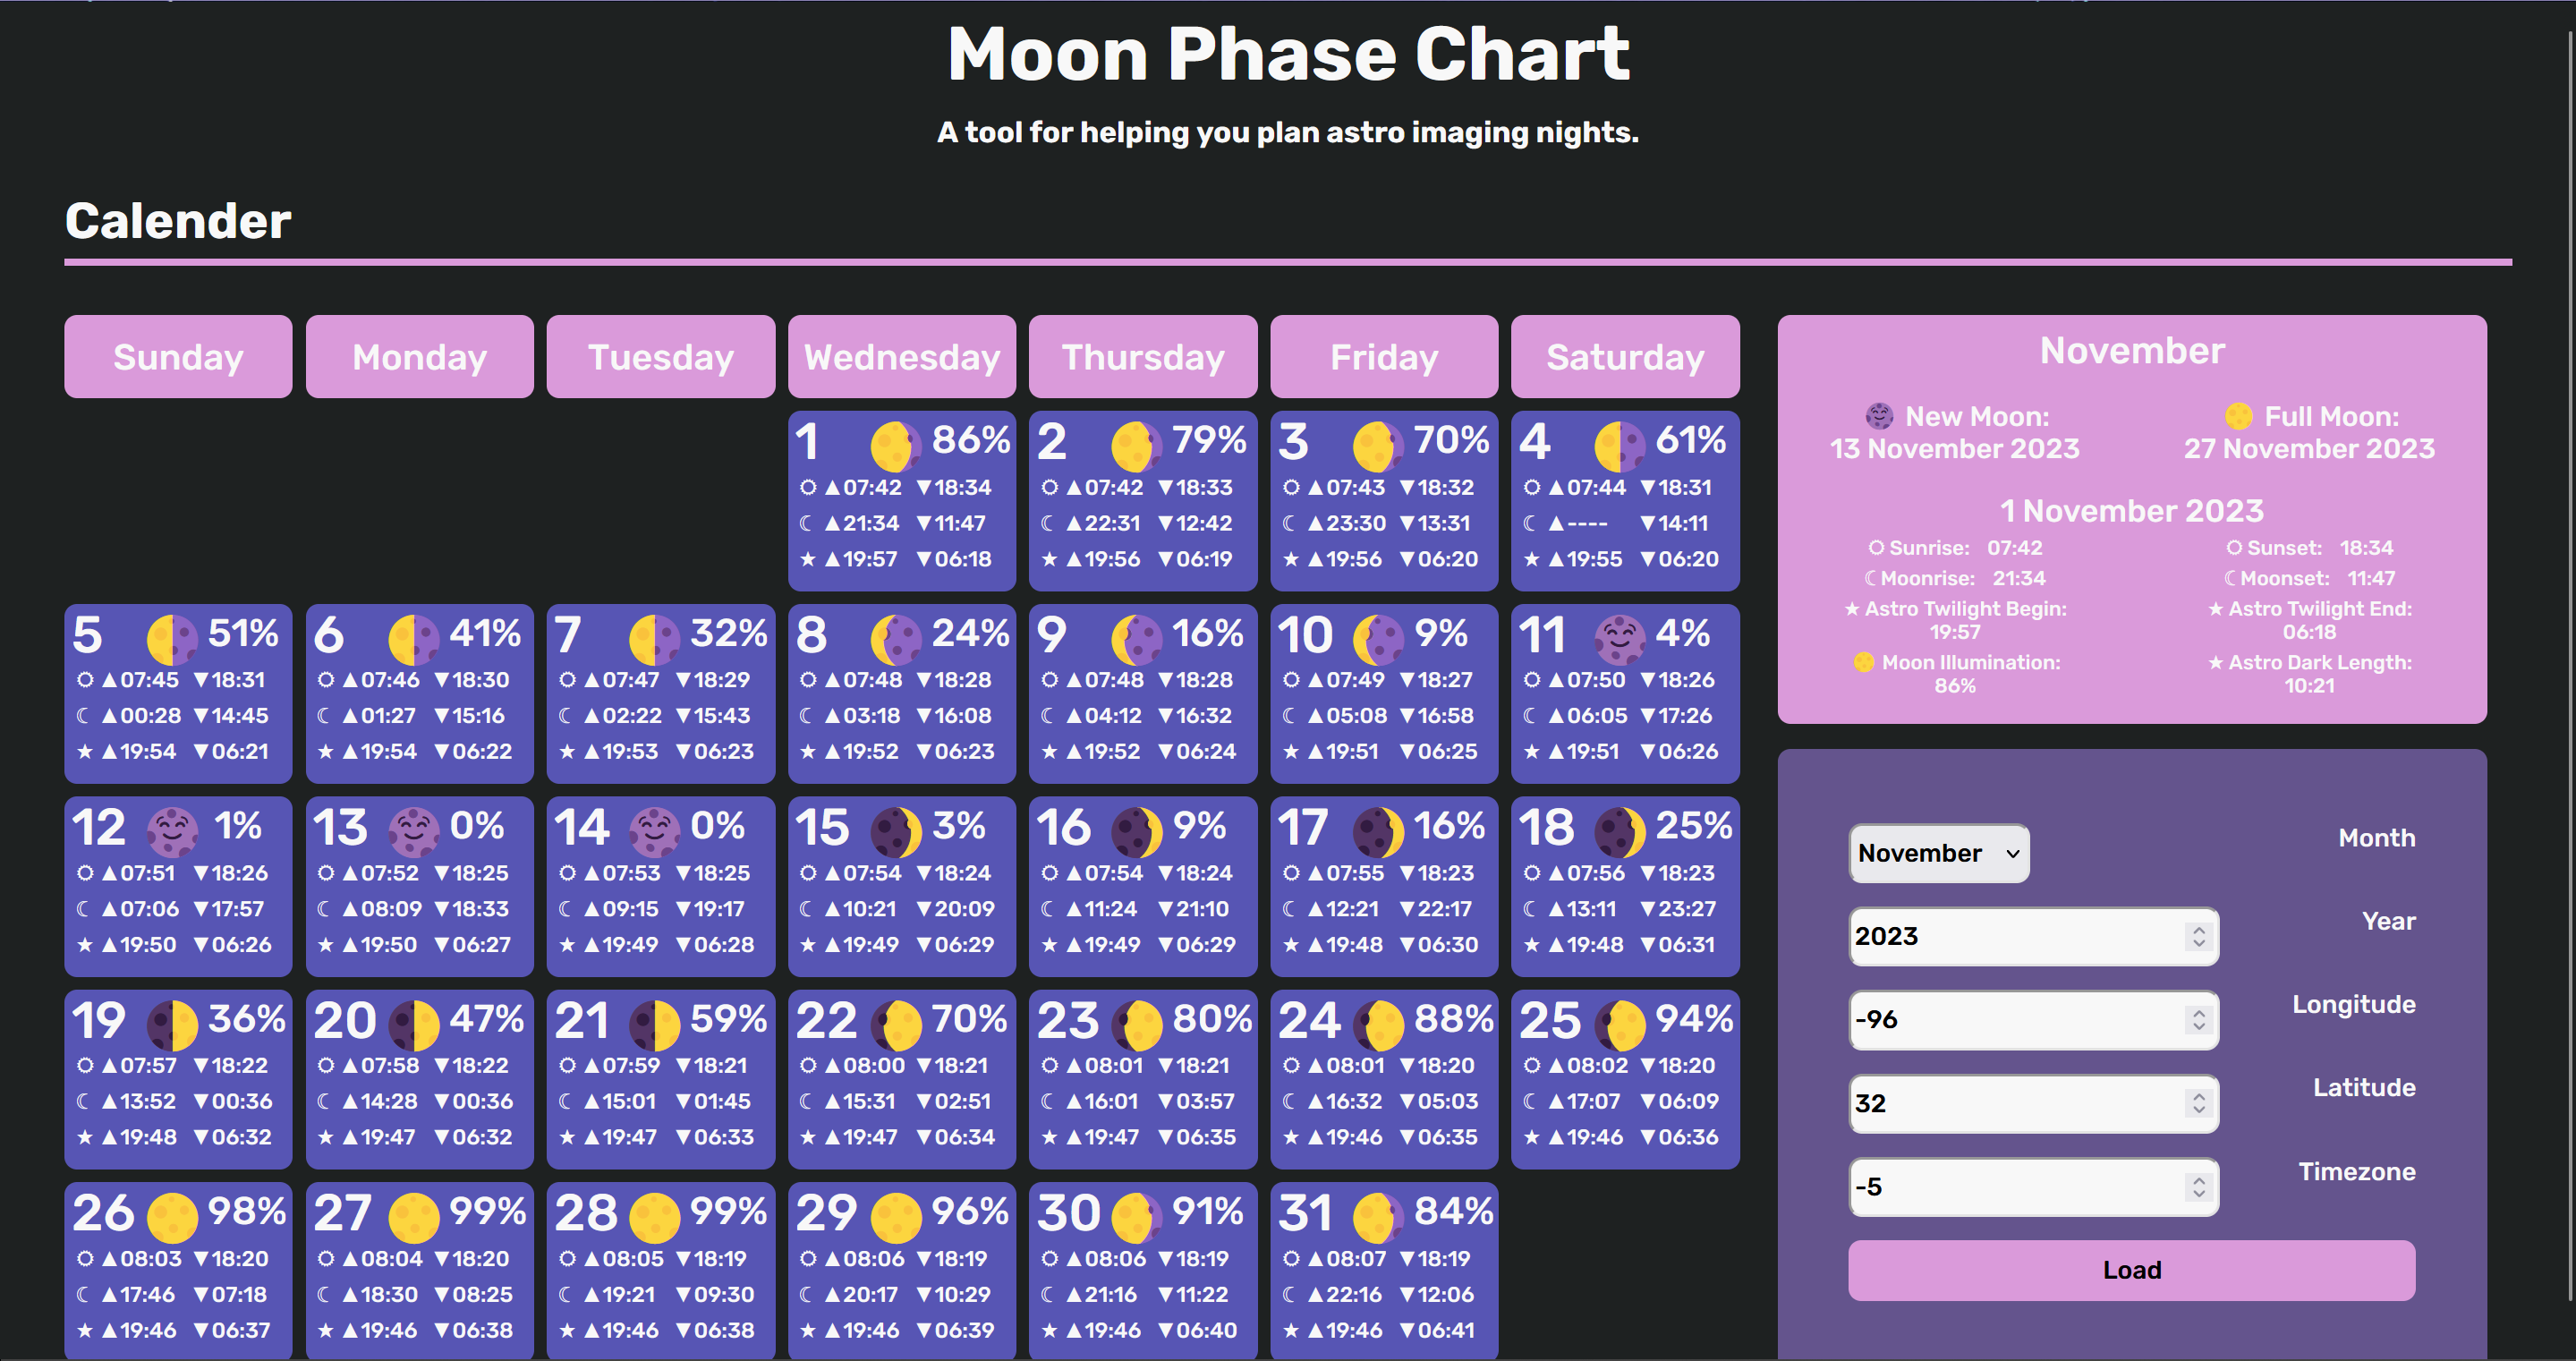 Moon Phase Chart
A tool for helping you plan astro imaging nights.
Calender
Sunday Monday Tuesday Wednesday Thursday Friday Saturday
1 86%
▲07:42 ▼18:34
▲21:34 ▼11:47
★ ▲19:57 ▼06:18
2 79%
▲07:42 ▼18:33
▲22:31 ▼12:42
★ ▲19:56 ▼06:19
3 70%
▲07:43 ▼18:32
▲23:30 ▼13:31
★ ▲19:56 ▼06:20
4 61%
▲07:44 ▼18:31
▲---- ▼14:11
★ ▲19:55 ▼06:20
5 51%
▲07:45 ▼18:31
▲00:28 ▼14:45
★ ▲19:54 ▼06:21
6 41%
▲07:46 ▼18:30
▲01:27 ▼15:16
★ ▲19:54 ▼06:22
7 32%
▲07:47 ▼18:29
▲02:22 ▼15:43
★ ▲19:53 ▼06:23
8 24%
▲07:48 ▼18:28
▲03:18 ▼16:08
★ ▲19:52 ▼06:23
9 16%
▲07:48 ▼18:28
▲04:12 ▼16:32
★ ▲19:52 ▼06:24
10 9%
▲07:49 ▼18:27
▲05:08 ▼16:58
★ ▲19:51 ▼06:25
11 4%
▲07:50 ▼18:26
▲06:05 ▼17:26
★ ▲19:51 ▼06:26
12 1%
▲07:51 ▼18:26
▲07:06 ▼17:57
★ ▲19:50 ▼06:26
13 0%
▲07:52 ▼18:25
▲08:09 ▼18:33
★ ▲19:50 ▼06:27
14 0%
▲07:53 ▼18:25
▲09:15 ▼19:17
★ ▲19:49 ▼06:28
15 3%
▲07:54 ▼18:24
▲10:21 ▼20:09
★ ▲19:49 ▼06:29
16 9%
▲07:54 ▼18:24
▲11:24 ▼21:10
★ ▲19:49 ▼06:29
17 16%
▲07:55 ▼18:23
▲12:21 ▼22:17
★ ▲19:48 ▼06:30
18 25%
▲07:56 ▼18:23
▲13:11 ▼23:27
★ ▲19:48 ▼06:31
19 36%
▲07:57 ▼18:22
▲13:52 ▼00:36
★ ▲19:48 ▼06:32
20 47%
▲07:58 ▼18:22
▲14:28 ▼00:36
★ ▲19:47 ▼06:32
21 59%
▲07:59 ▼18:21
▲15:01 ▼01:45
★ ▲19:47 ▼06:33
22 70%
▲08:00 ▼18:21
▲15:31 ▼02:51
★ ▲19:47 ▼06:34
23 80%
▲08:01 ▼18:21
▲16:01 ▼03:57
★ ▲19:47 ▼06:35
24 88%
▲08:01 ▼18:20
▲16:32 ▼05:03
★ ▲19:46 ▼06:35
25 94%
▲08:02 ▼18:20
▲17:07 ▼06:09
★ ▲19:46 ▼06:36
26 98%
▲08:03 ▼18:20
▲17:46 ▼07:18
★ ▲19:46 ▼06:37
27 99%
▲08:04 ▼18:20
▲18:30 ▼08:25
★ ▲19:46 ▼06:38
28 99%
▲08:05 ▼18:19
▲19:21 ▼09:30
★ ▲19:46 ▼06:38
29 96%
▲08:06 ▼18:19
▲20:17 ▼10:29
★ ▲19:46 ▼06:39
30 91%
▲08:06 ▼18:19
▲21:16 ▼11:22
★ ▲19:46 ▼06:40
31 84%
▲08:07 ▼18:19
▲22:16 ▼12:06
★ ▲19:46 ▼06:41
November
New Moon:
13 November 2023
Full Moon:
27 November 2023
1 November 2023
Sunrise: 07:42
Sunset: 18:34
Moonrise: 21:34
Moonset: 11:47
★ Astro Twilight Begin:
19:57
★ Astro Twilight End:
06:18
Moon Illumination:
86%
★ Astro Dark Length:
10:21
November Month
2023 Year
-96 Longitude
32 Latitude
-5 Timezone
Load